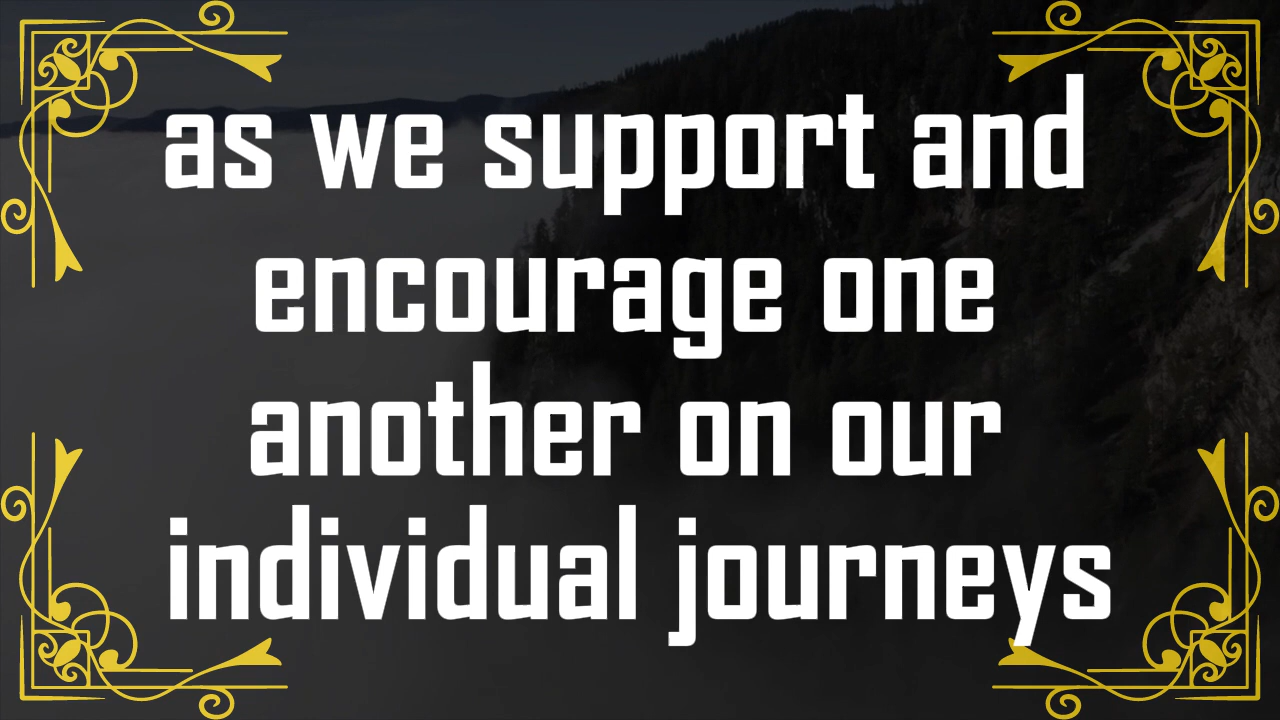 as we support and
encourage one
another on our
individual journeys